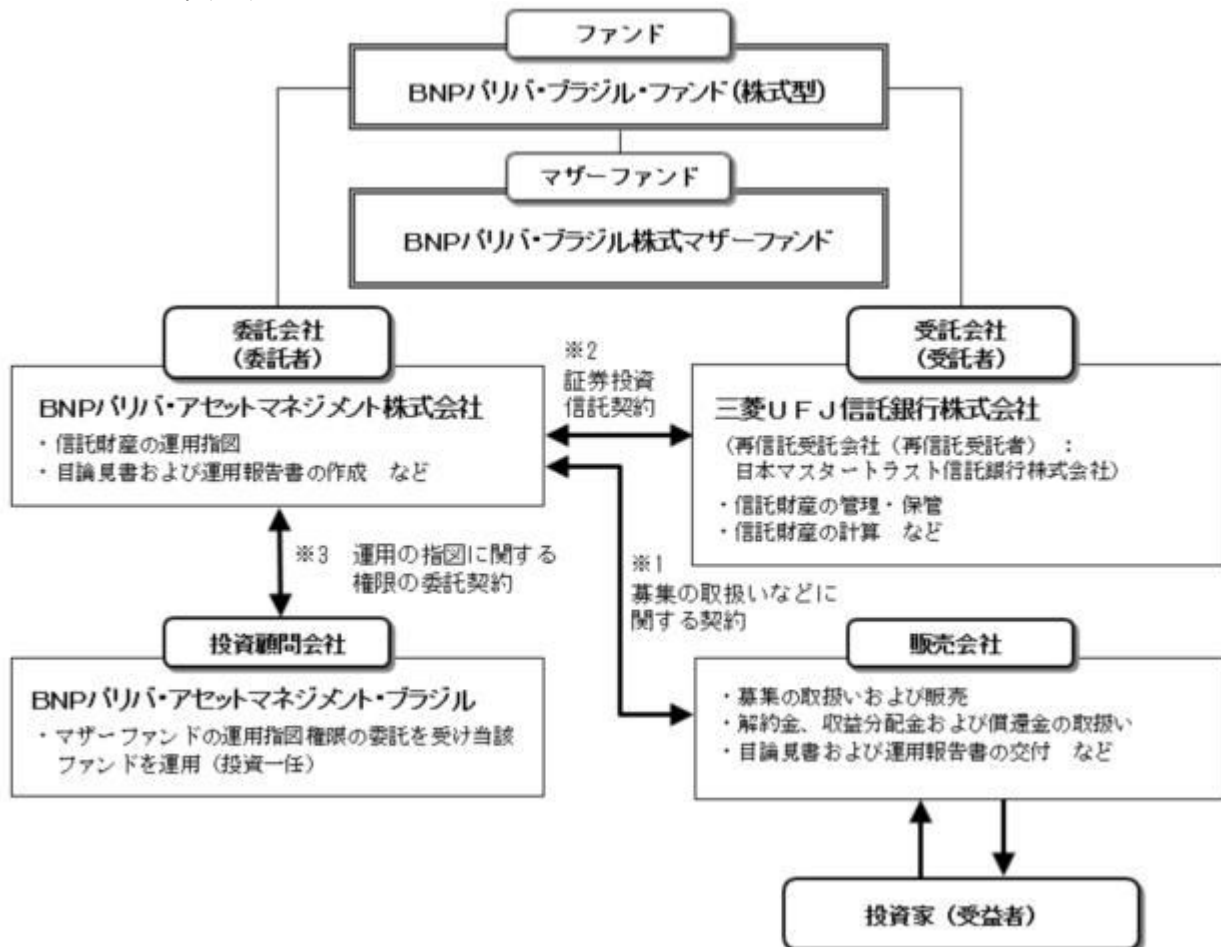 ファンド
BNPパリバ・ブラジル・ファンド(株式型)
マザーファンド
BNPパリバ・ブラジル株式マザーファンド
委託会社
(委託者)
BNPパリバ・アセットマネジメント株式会社
・信託財産の運用指図
・目論見書および運用報告書の作成 など
※2
証券投資
信託契約
受託会社
(受託者)
三菱UFJ信託銀行株式会社
(再信託受託会社(再信託受託者) :
日本マスタートラスト信託銀行株式会社)
・信託財産の管理・保管
・信託財産の計算 など
※3 運用の指図に関する
権限の委託契約
※1
募集の取扱いなどに
関する契約
投資顧問会社
BNPパリバ・アセットマネジメント・ブラジル
・マザーファンドの運用指図権限の委託を受け当該
ファンドを運用(投資一任)
販売会社
・募集の取扱いおよび販売
・解約金、収益分配金および償還金の取扱い
・目論見書および運用報告書の交付 など
投資家(受益者)